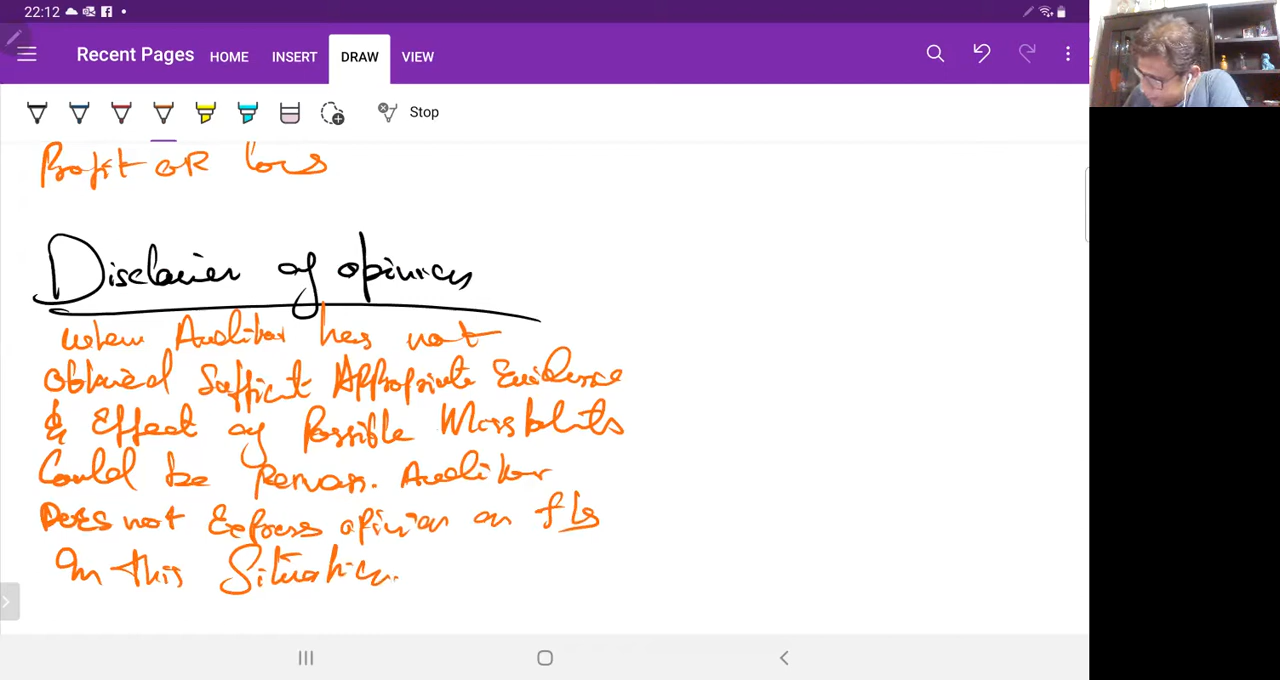 22:12
Recent Pages HOME INSERT DRAW VIEW
Stop
Profit OR loss
Disclaimer of opinion
when Auditor has not
Obtained Sufficient Appropriate Evidence
& Effect of Possible Misstatements
Could be Pervasive. Auditor
Does not Express opinion on f/s
In this Situation.